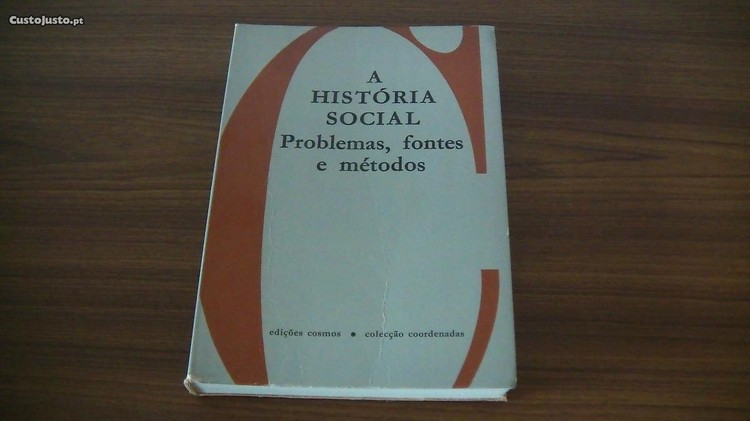 CustoJusto.pt
A
HISTÓRIA
SOCIAL
Problemas, fontes
e métodos
edições cosmos * colecção coordenadas